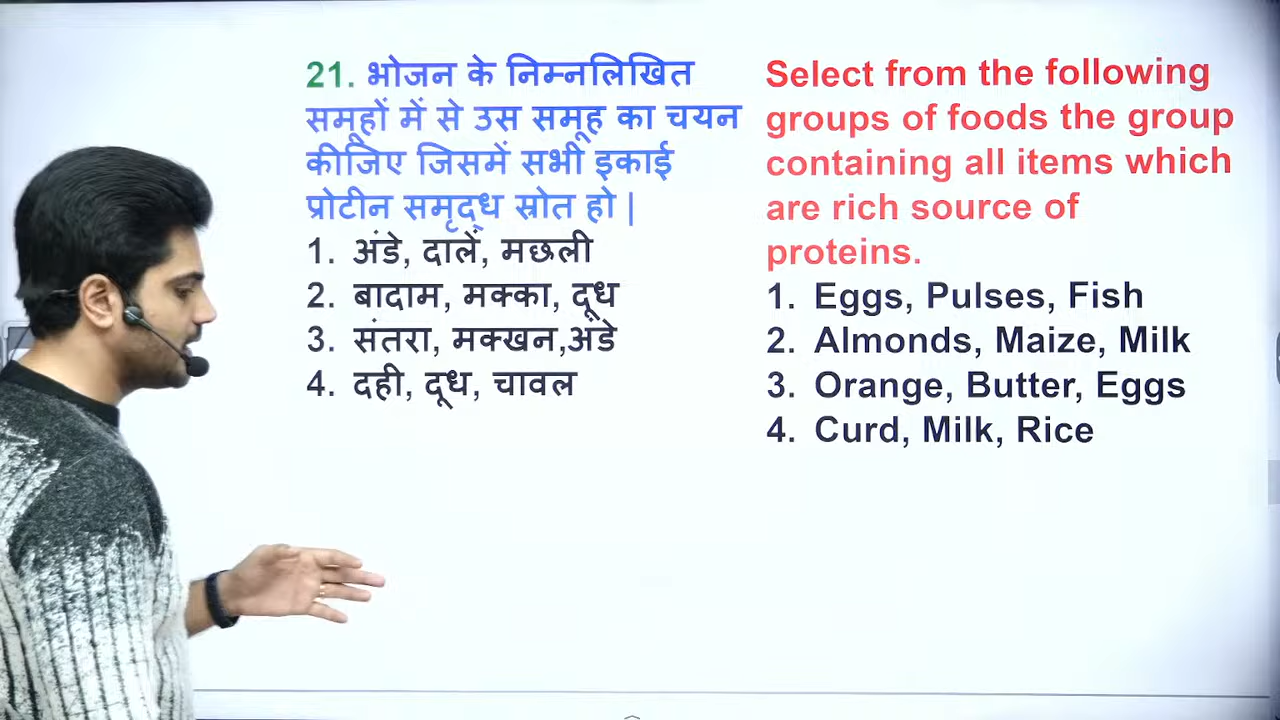 21. भोजन के निम्नलिखित
समूहों में से उस समूह का चयन
कीजिए जिसमें सभी इकाई
प्रोटीन समृद्ध स्रोत हो |
1. अंडे, दालें, मछली
2. बादाम, मक्का, दूध
3. संतरा, मक्खन,अंडे
4. दही, दूध, चावल
Select from the following
groups of foods the group
containing all items which
are rich source of
proteins.
1. Eggs, Pulses, Fish
2. Almonds, Maize, Milk
3. Orange, Butter, Eggs
4. Curd, Milk, Rice